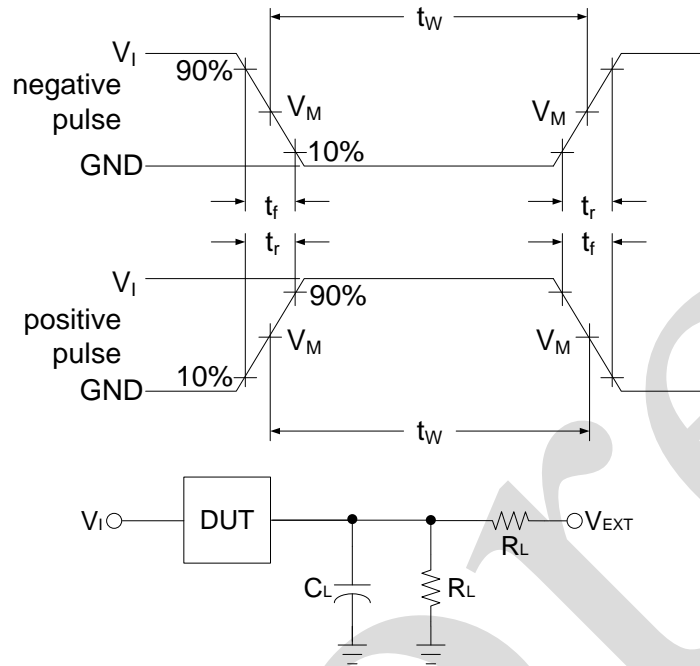 tW
VI
90%
negative
pulse
VM
VM
10%
GND
tf
tr
tr
tf
VI
90%
positive
pulse
VM
VM
10%
GND
tW
VI
DUT
VEXT
RL
CL
RL